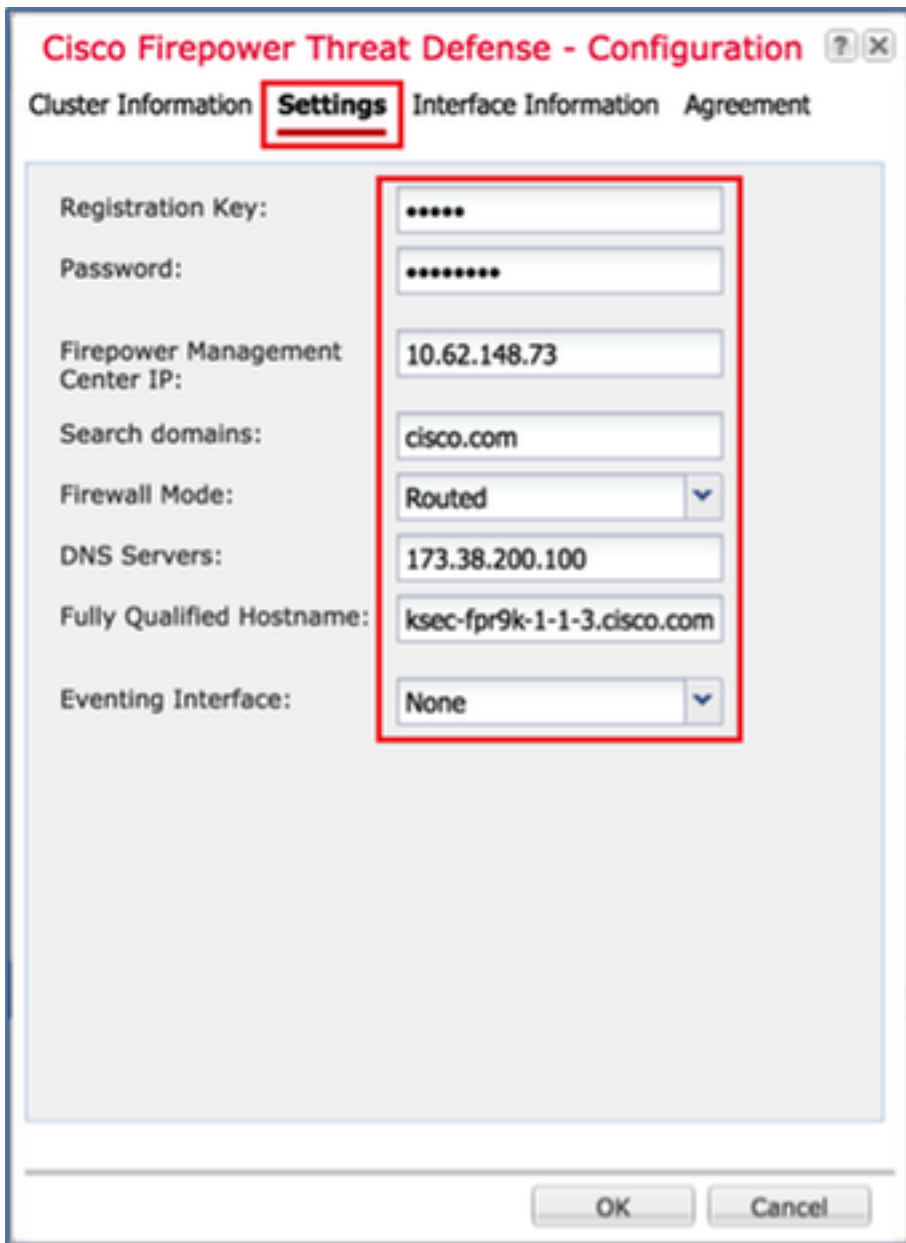 Cisco Firepower Threat Defense - Configuration ? X
Cluster Information Settings Interface Information Agreement
Registration Key: •••••
Password: ••••••••
Firepower Management
Center IP: 10.62.148.73
Search domains: cisco.com
Firewall Mode: Routed
DNS Servers: 173.38.200.100
Fully Qualified Hostname: ksec-fpr9k-1-1-3.cisco.com
Eventing Interface: None
OK Cancel